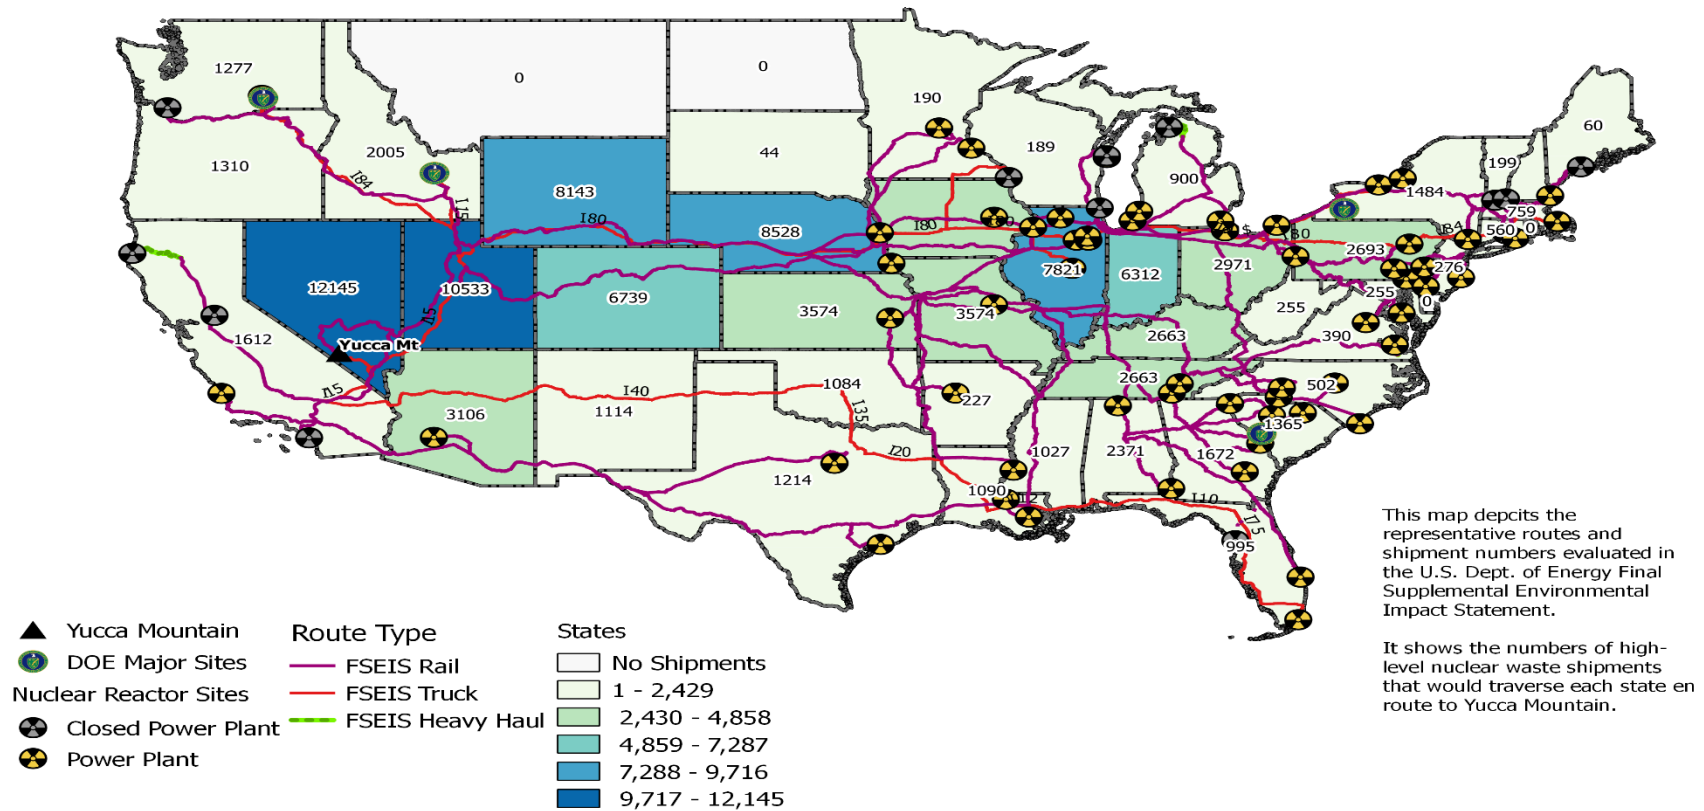 1277
0
0
190
60
1310
2005
44
189
199
I84
I15
8143
900
1484
759
I80
8528
I80
I84
560
0
12145
10533
6739
3574
3574
7821
6312
2971
2693
276
255
255
0
I15
1612
Yucca Mt
2663
390
I15
I40
1084
2663
502
3106
1114
I35
227
1365
I20
1027
2371
1672
1214
1090
I10
I75
995
This map depcits the
representative routes and
shipment numbers evaluated in
the U.S. Dept. of Energy Final
Supplemental Environmental
Impact Statement.
It shows the numbers of high-
level nuclear waste shipments
that would traverse each state en
route to Yucca Mountain.
Yucca Mountain
DOE Major Sites
Nuclear Reactor Sites
Closed Power Plant
Power Plant
Route Type
FSEIS Rail
FSEIS Truck
FSEIS Heavy Haul
States
No Shipments
1 - 2,429
2,430 - 4,858
4,859 - 7,287
7,288 - 9,716
9,717 - 12,145